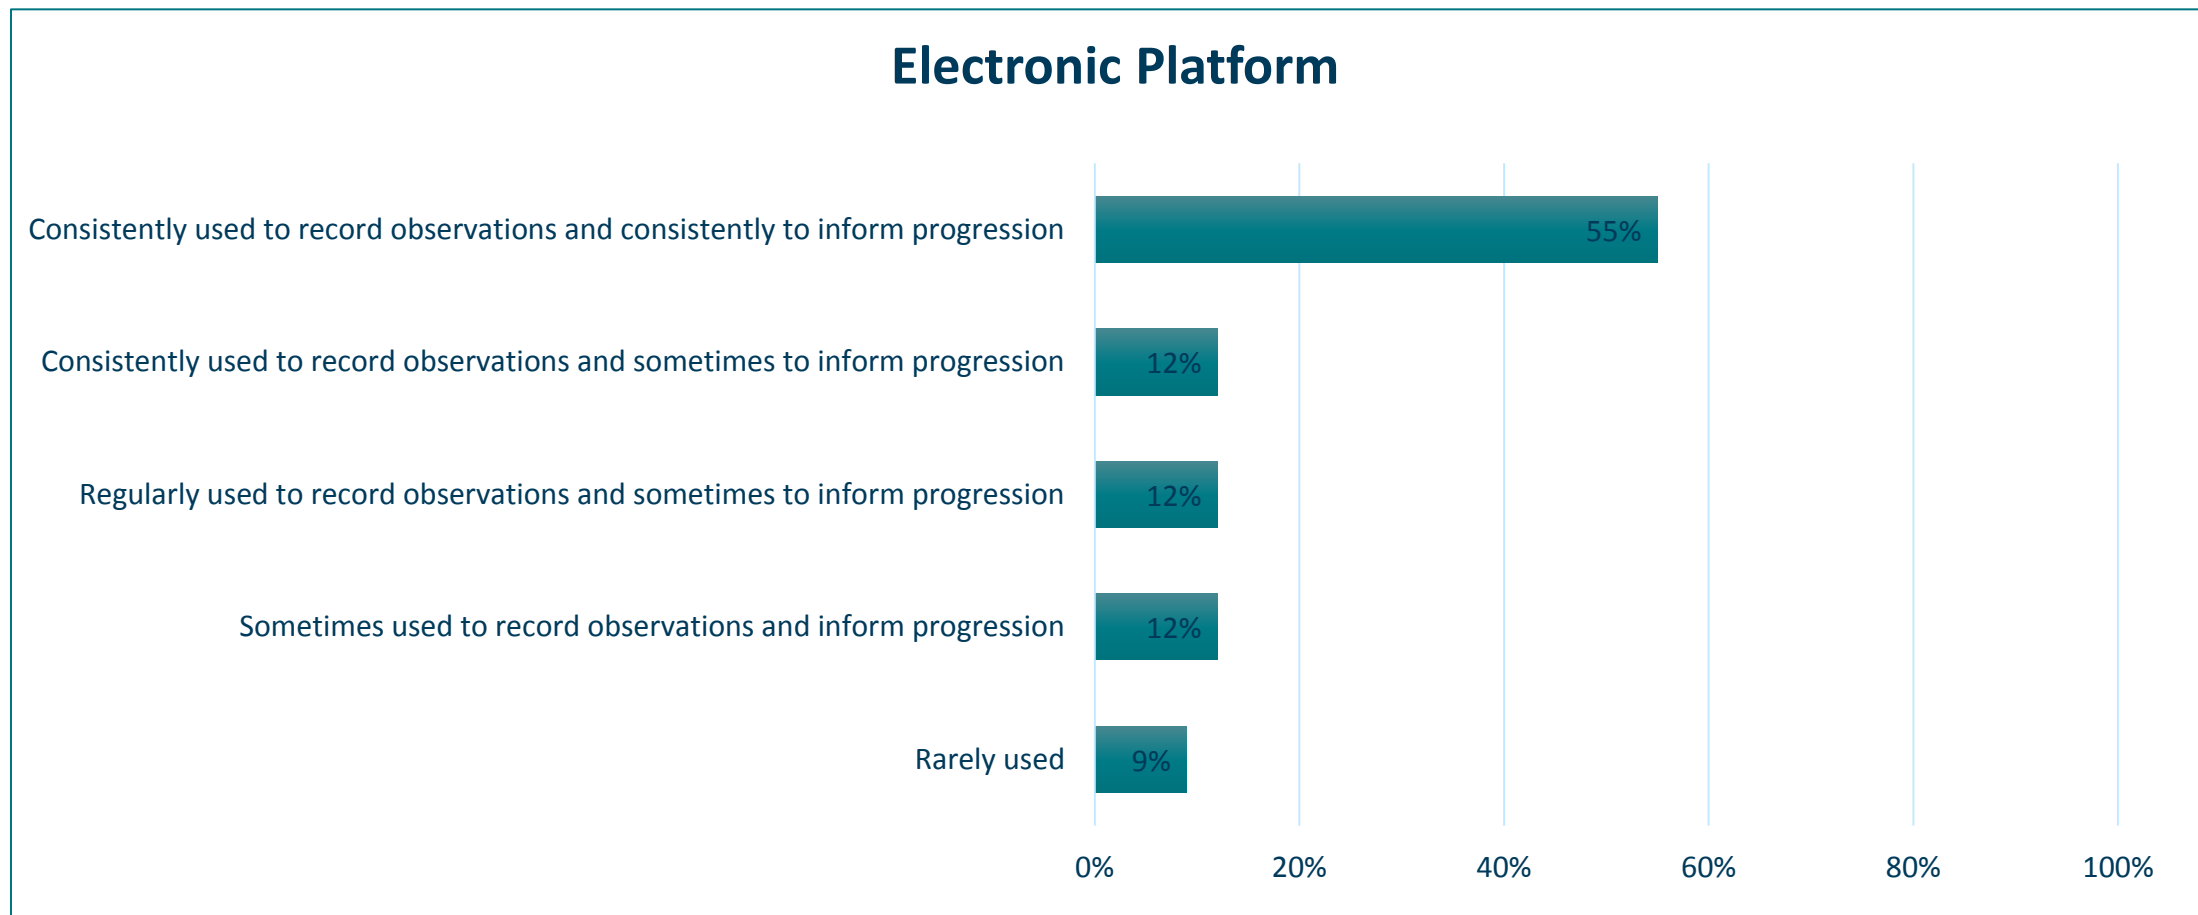 Electronic Platform
Consistently used to record observations and consistently to inform progression
55%
Consistently used to record observations and sometimes to inform progression
12%
Regularly used to record observations and sometimes to inform progression
12%
Sometimes used to record observations and inform progression
12%
Rarely used
9%
0% 20% 40% 60% 80% 100%